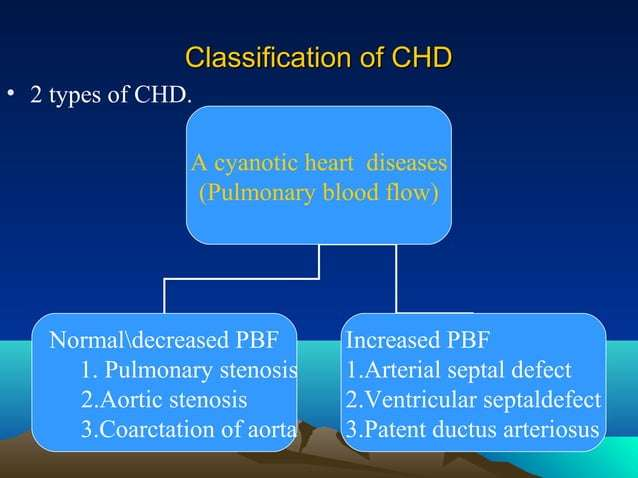 Classification of CHD
• 2 types of CHD.
A cyanotic heart diseases
(Pulmonary blood flow)
Normal\decreased PBF
1. Pulmonary stenosis
2.Aortic stenosis
3.Coarctation of aorta
Increased PBF
1.Arterial septal defect
2.Ventricular septaldefect
3.Patent ductus arteriosus